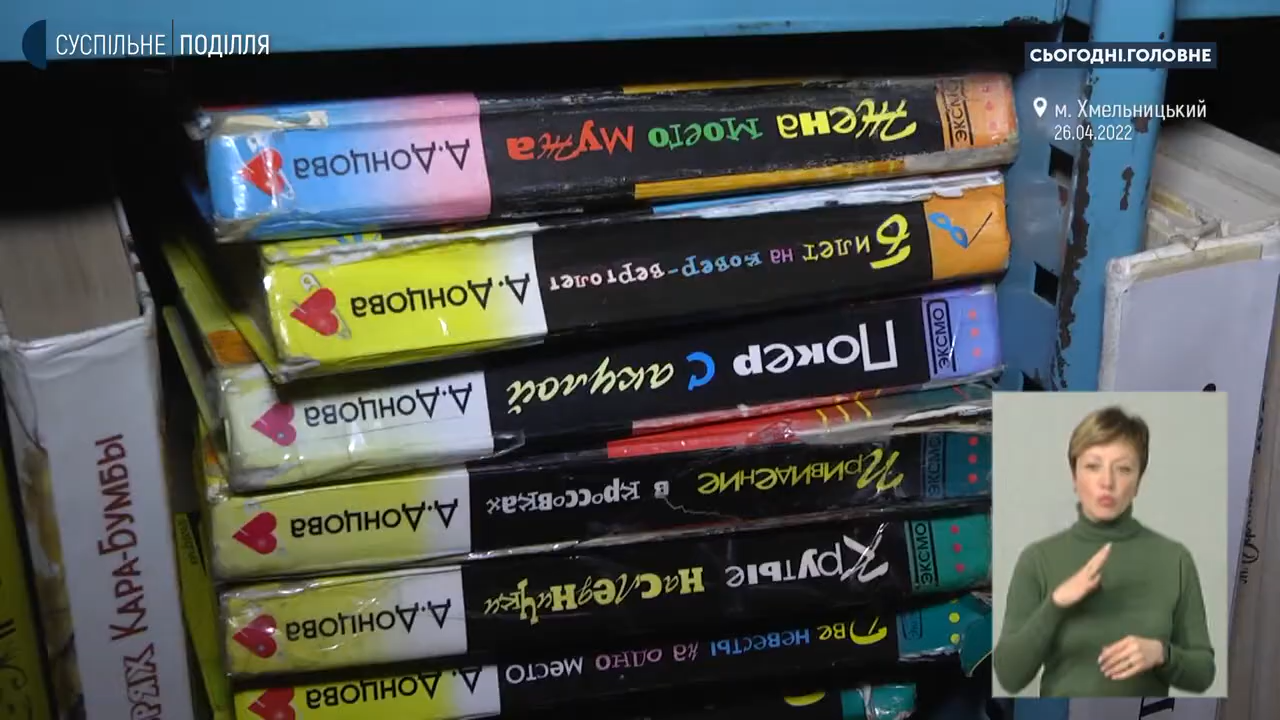 СУСПІЛЬНЕ ПОДІЛЛЯ
СЬОГОДНІ.ГОЛОВНЕ
м. Хмельницький
26.04.2022
А.Донцова Жена моего мужа ЭКСМО
А.Донцова Билет на ковер-вертолет
А.Донцова Покер с акулой ЭКСМО
А.Донцова Привидение в кроссовках ЭКСМО
А.Донцова Крутые наследнички ЭКСМО
А.Донцова Две невесты на одно место
КАРА-БУМБЫ